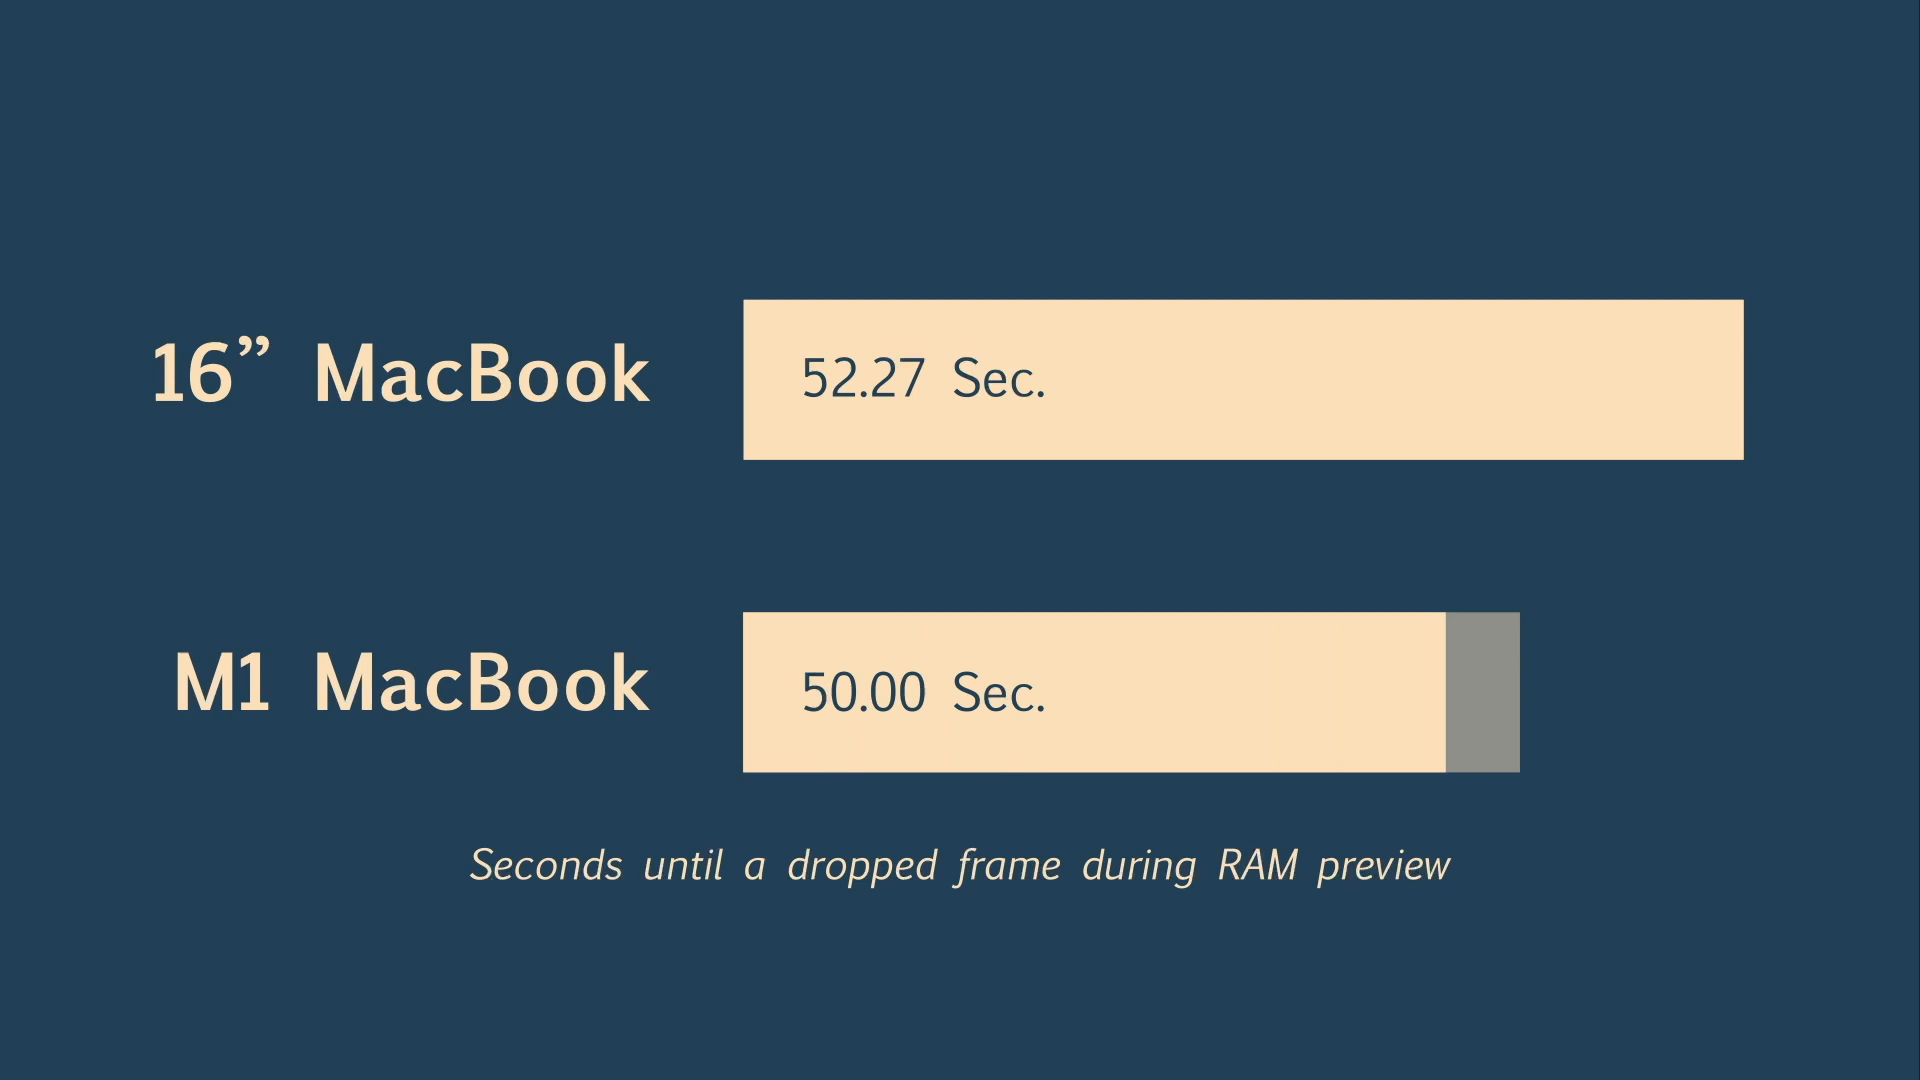 16” MacBook
52.27 Sec.
M1 MacBook
50.00 Sec.
Seconds until a dropped frame during RAM preview